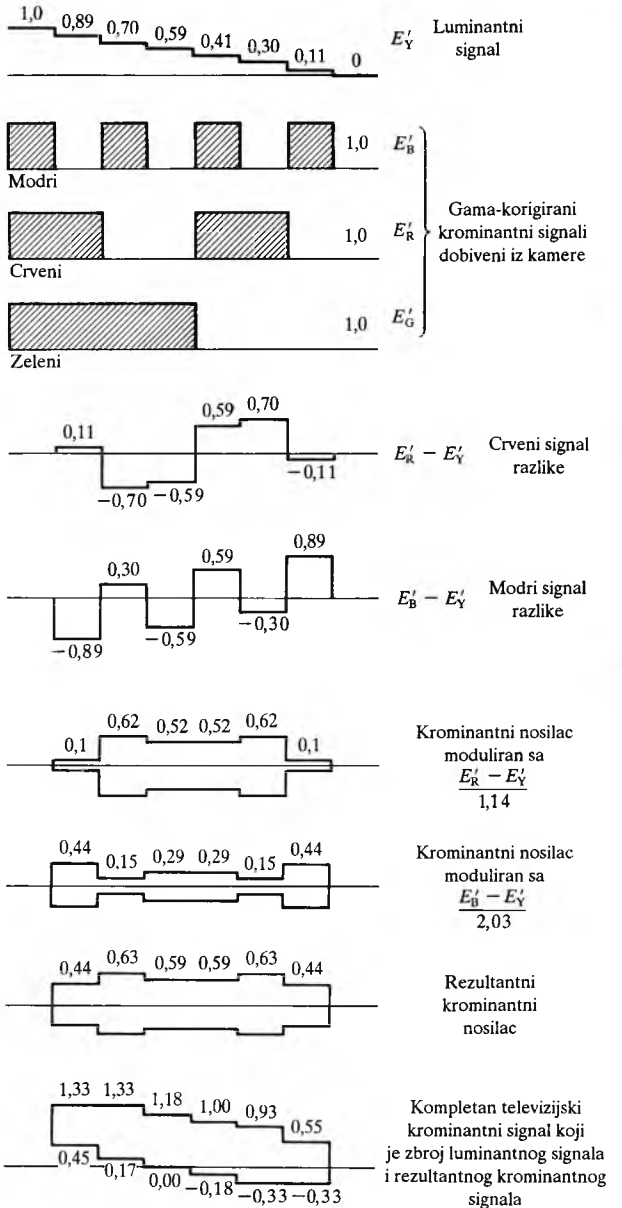 1,0 0,89 0,70 0,59 0,41 0,30 0,11 0
E′Y Luminantni
signal
1,0 E′B
Modri
1,0 E′R
Crveni
Gama-korigirani
krominantni signali
dobiveni iz kamere
1,0 E′G
Zeleni
0,11 0,59 0,70
−0,70 −0,59 −0,11
E′R − E′Y Crveni signal
razlike
0,30 0,59 0,89
−0,89 −0,59 −0,30
E′B − E′Y Modri signal
razlike
0,1 0,62 0,52 0,52 0,62 0,1
Krominantni nosilac
moduliran sa
E′R − E′Y
1,14
0,44 0,15 0,29 0,29 0,15 0,44
Krominantni nosilac
moduliran sa
E′B − E′Y
2,03
0,44 0,63 0,59 0,59 0,63 0,44
Rezultantni
krominantni
nosilac
1,33 1,33 1,18 1,00 0,93 0,55
0,45 0,17 0,00 −0,18 −0,33 −0,33
Kompletan televizijski
krominantni signal koji
je zbroj luminantnog signala
i rezultantnog krominantnog
signala